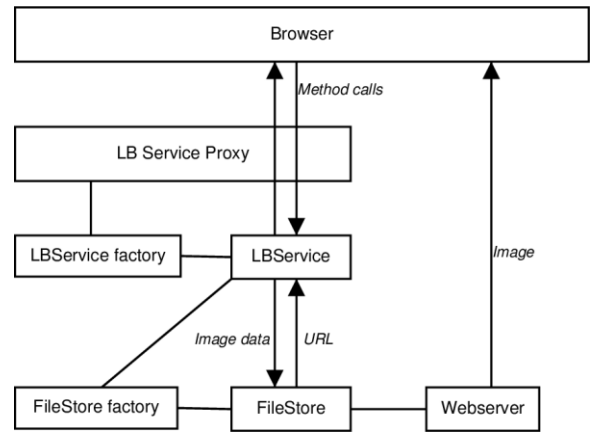 Browser
Method calls
LB Service Proxy
LBService factory
LBService
Image
Image data
URL
FileStore factory
FileStore
Webserver